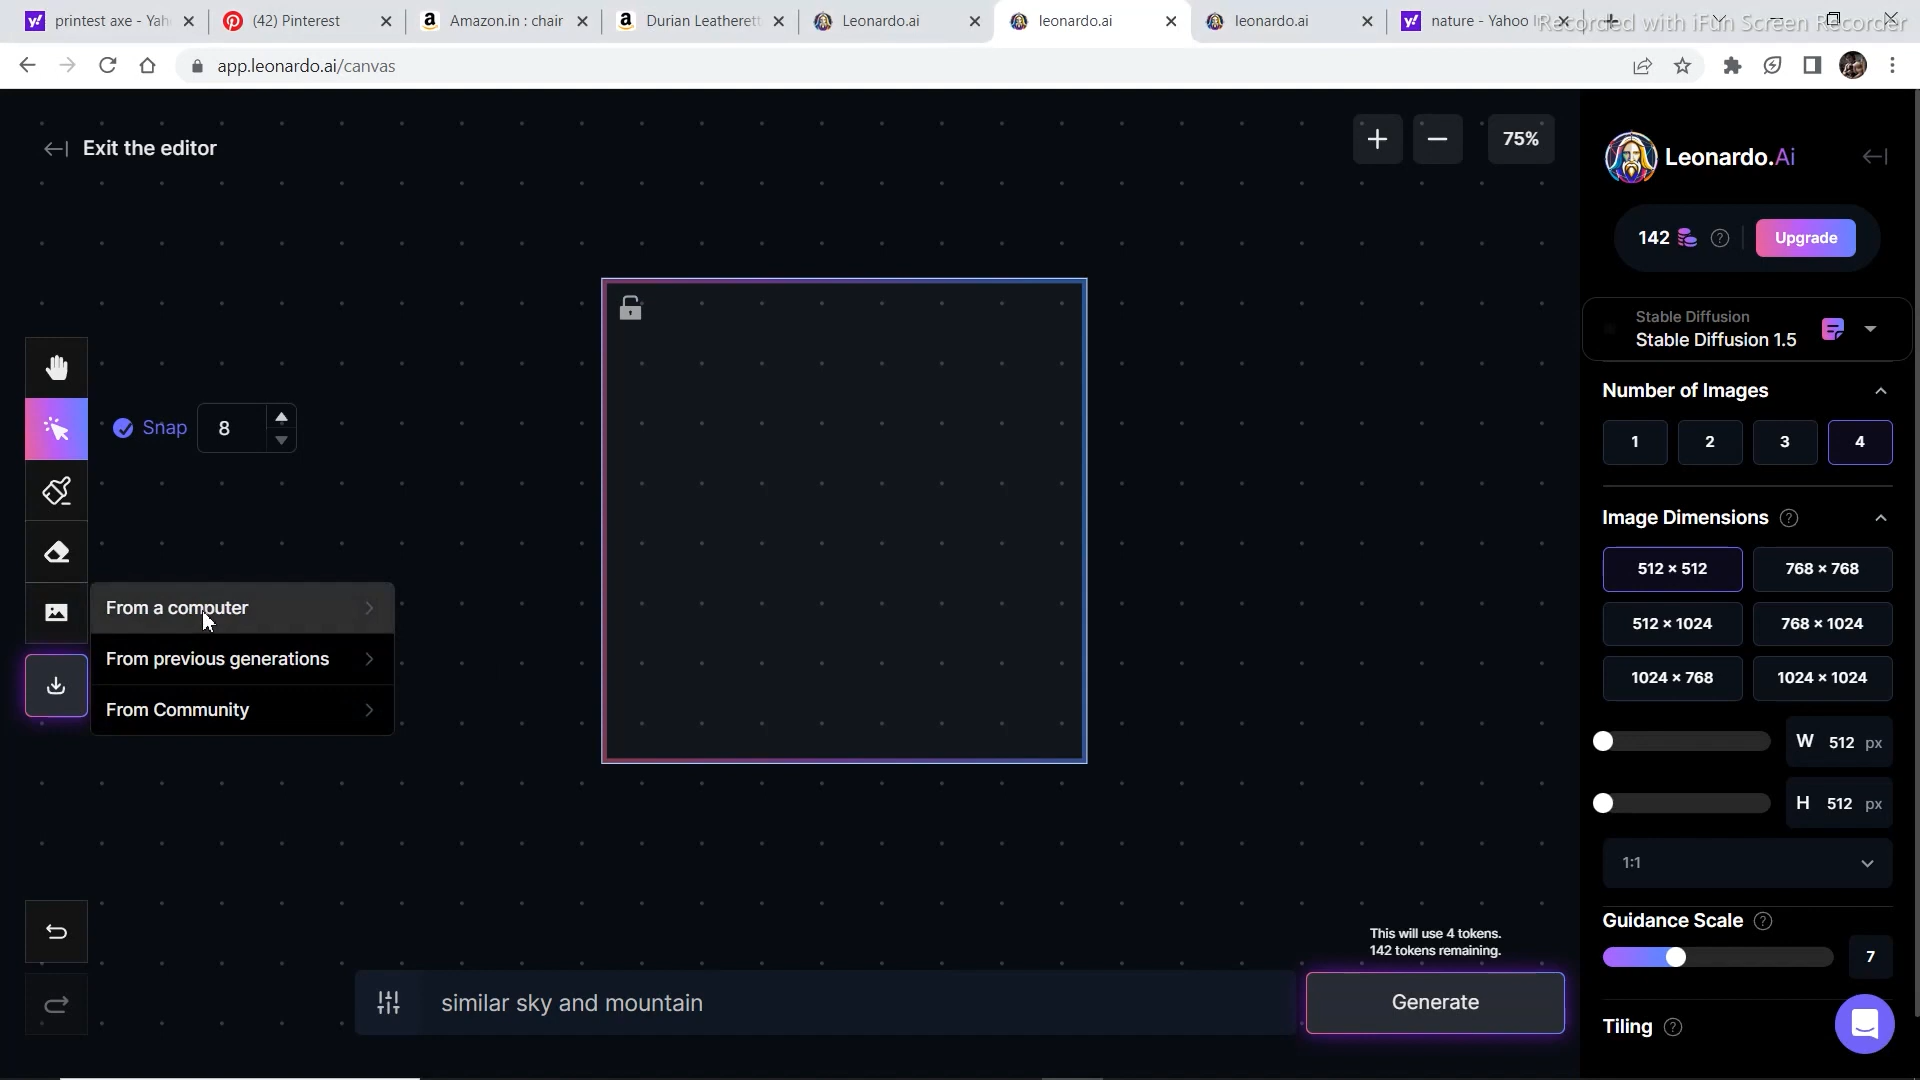 printest axe - Yah
(42) Pinterest
Amazon.in : chair
Durian Leatherett
Leonardo.ai
leonardo.ai
leonardo.ai
nature - Yahoo I
Recorded with iFun Screen Recorder
app.leonardo.ai/canvas
Exit the editor
75%
Leonardo.Ai
142
Upgrade
Stable Diffusion
Stable Diffusion 1.5
Number of Images
1
2
3
4
Snap
8
Image Dimensions
512 × 512
768 × 768
512 × 1024
768 × 1024
1024 × 768
1024 × 1024
From a computer
From previous generations
From Community
W 512 px
H 512 px
1:1
Guidance Scale
7
This will use 4 tokens.
142 tokens remaining.
similar sky and mountain
Generate
Tiling